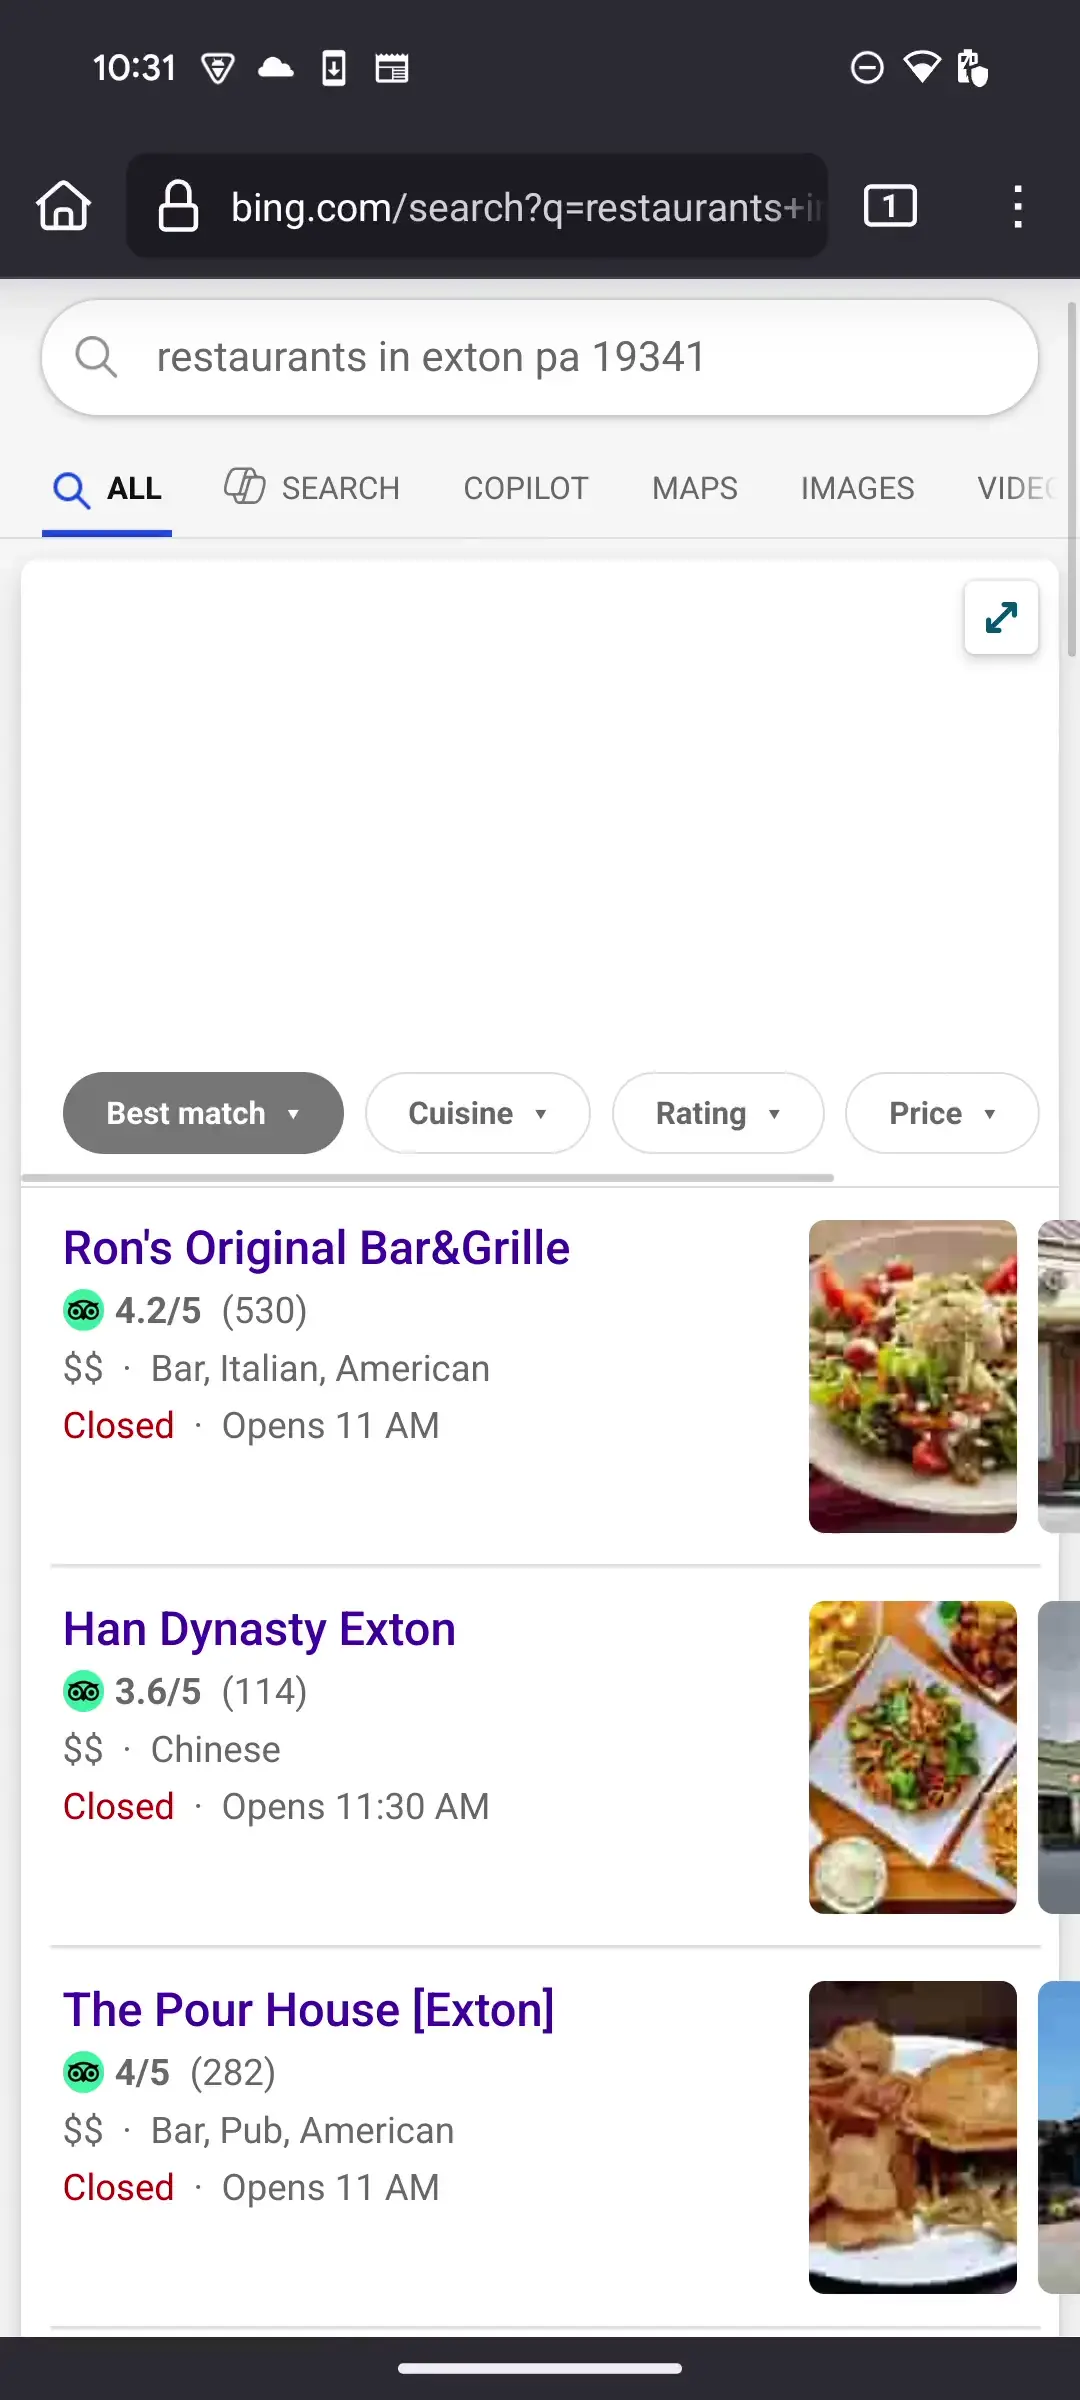 10:31
bing.com/search?q=restaurants+i
1
restaurants in exton pa 19341
ALL SEARCH COPILOT MAPS IMAGES VIDEO
Best match ▼ Cuisine ▼ Rating ▼ Price ▼
Ron's Original Bar&Grille
4.2/5 (530)
$$ · Bar, Italian, American
Closed · Opens 11 AM
Han Dynasty Exton
3.6/5 (114)
$$ · Chinese
Closed · Opens 11:30 AM
The Pour House [Exton]
4/5 (282)
$$ · Bar, Pub, American
Closed · Opens 11 AM